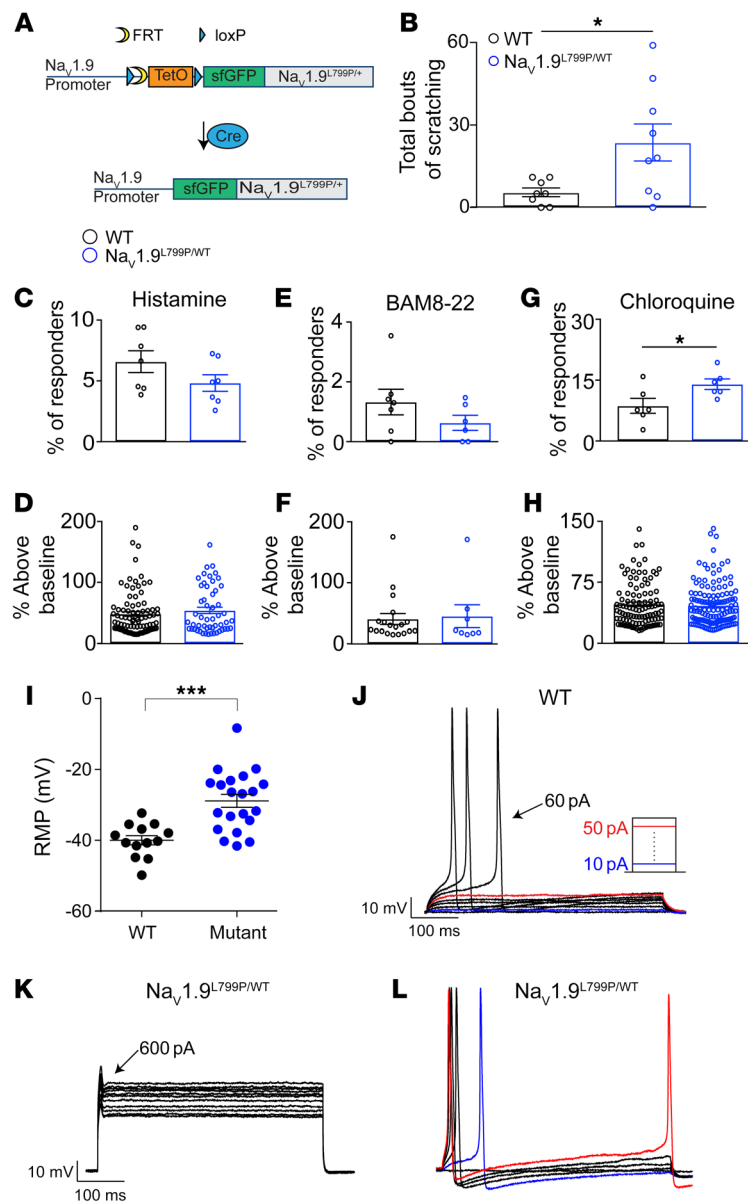 A
FRT loxP
Nav1.9
Promoter
TetO
sfGFP
Nav1.9L799P/+
Cre
Nav1.9
Promoter
sfGFP
Nav1.9L799P/+
WT
Nav1.9L799P/WT
B
WT
Nav1.9L799P/WT
*
Total bouts
of scratching
60
30
0
C
Histamine
% of responders
10
5
0
E
BAM8-22
% of responders
4
2
0
G
Chloroquine
*
% of responders
30
15
0
D
% Above
baseline
200
100
0
F
% Above
baseline
200
100
0
H
% Above
baseline
150
75
0
I
***
RMP (mV)
0
-20
-40
-60
WT Mutant
J
WT
60 pA
50 pA
10 pA
10 mV
100 ms
K
Nav1.9L799P/WT
600 pA
10 mV
100 ms
L
Nav1.9L799P/WT